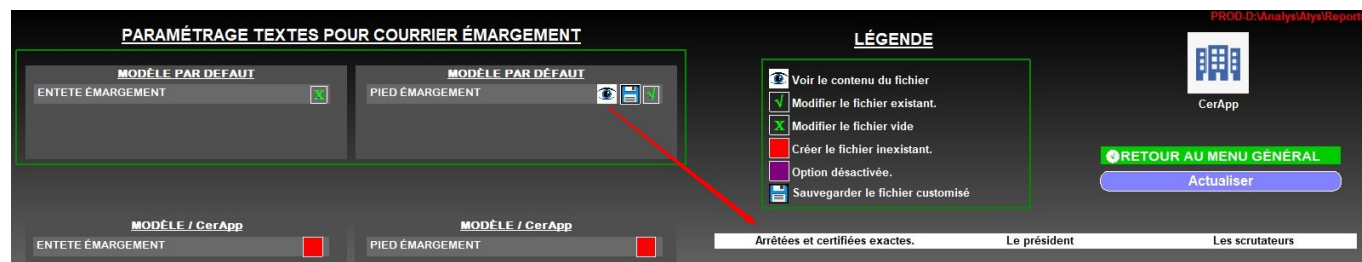 PROD-D:\Analys\Atys\Reports
PARAMÉTRAGE TEXTES POUR COURRIER ÉMARGEMENT
MODÈLE PAR DEFAUT
ENTETE ÉMARGEMENT X
MODÈLE PAR DÉFAUT
PIED ÉMARGEMENT √
MODÈLE / CerApp
ENTETE ÉMARGEMENT
MODÈLE / CerApp
PIED ÉMARGEMENT
LÉGENDE
Voir le contenu du fichier
√ Modifier le fichier existant.
X Modifier le fichier vide
Créer le fichier inexistant.
Option désactivée.
Sauvegarder le fichier customisé
CerApp
RETOUR AU MENU GÉNÉRAL
Actualiser
Arrêtées et certifiées exactes. Le président Les scrutateurs